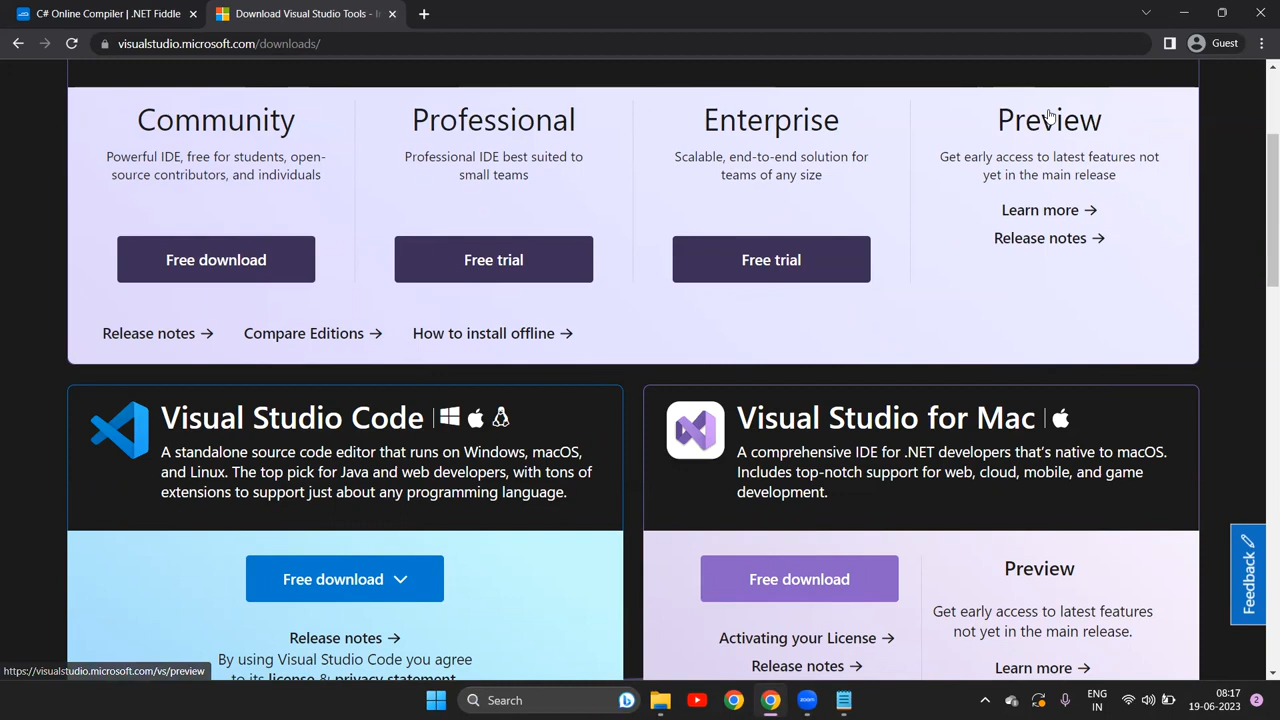 C# Online Compiler | .NET Fiddle
Download Visual Studio Tools - I
visualstudio.microsoft.com/downloads/
Guest
Community
Powerful IDE, free for students, open-
source contributors, and individuals
Free download
Professional
Professional IDE best suited to
small teams
Free trial
Enterprise
Scalable, end-to-end solution for
teams of any size
Free trial
Preview
Get early access to latest features not
yet in the main release
Learn more →
Release notes →
Release notes →
Compare Editions →
How to install offline →
Visual Studio Code
A standalone source code editor that runs on Windows, macOS,
and Linux. The top pick for Java and web developers, with tons of
extensions to support just about any programming language.
Free download
Release notes →
By using Visual Studio Code you agree
to its license & privacy statement
Visual Studio for Mac
A comprehensive IDE for .NET developers that's native to macOS.
Includes top-notch support for web, cloud, mobile, and game
development.
Free download
Activating your License →
Release notes →
Preview
Get early access to latest features
not yet in the main release.
Learn more →
Feedback
https://visualstudio.microsoft.com/vs/preview
Search
zoom
ENG
IN
08:17
19-06-2023
2